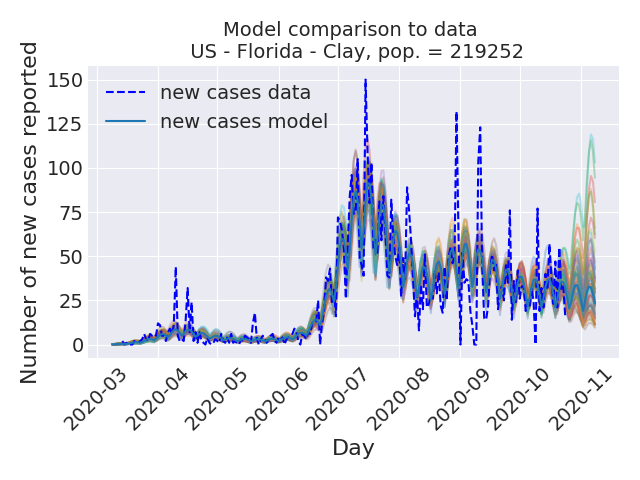 Model comparison to data
US - Florida - Clay, pop. = 219252
Number of new cases reported
150
125
100
75
50
25
0
new cases data
new cases model
2020-03
2020-04
2020-05
2020-06
2020-07
2020-08
2020-09
2020-10
2020-11
Day